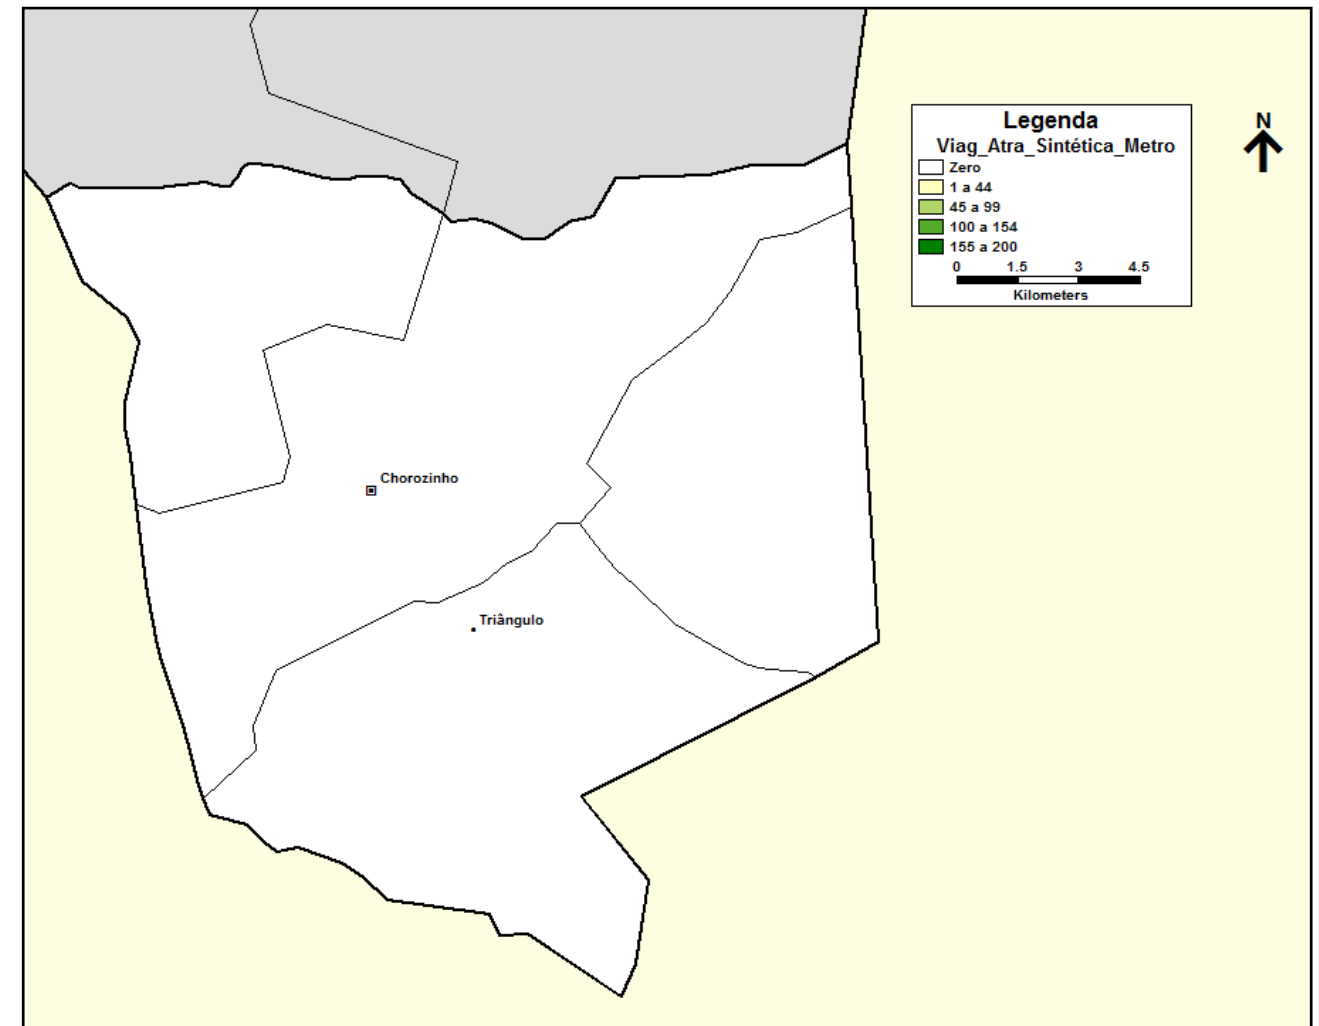 Legenda
Viag_Atra_Sintética_Metro
Zero
1 a 44
45 a 99
100 a 154
155 a 200
0 1.5 3 4.5
Kilometers
N
Chorozinho
Triângulo